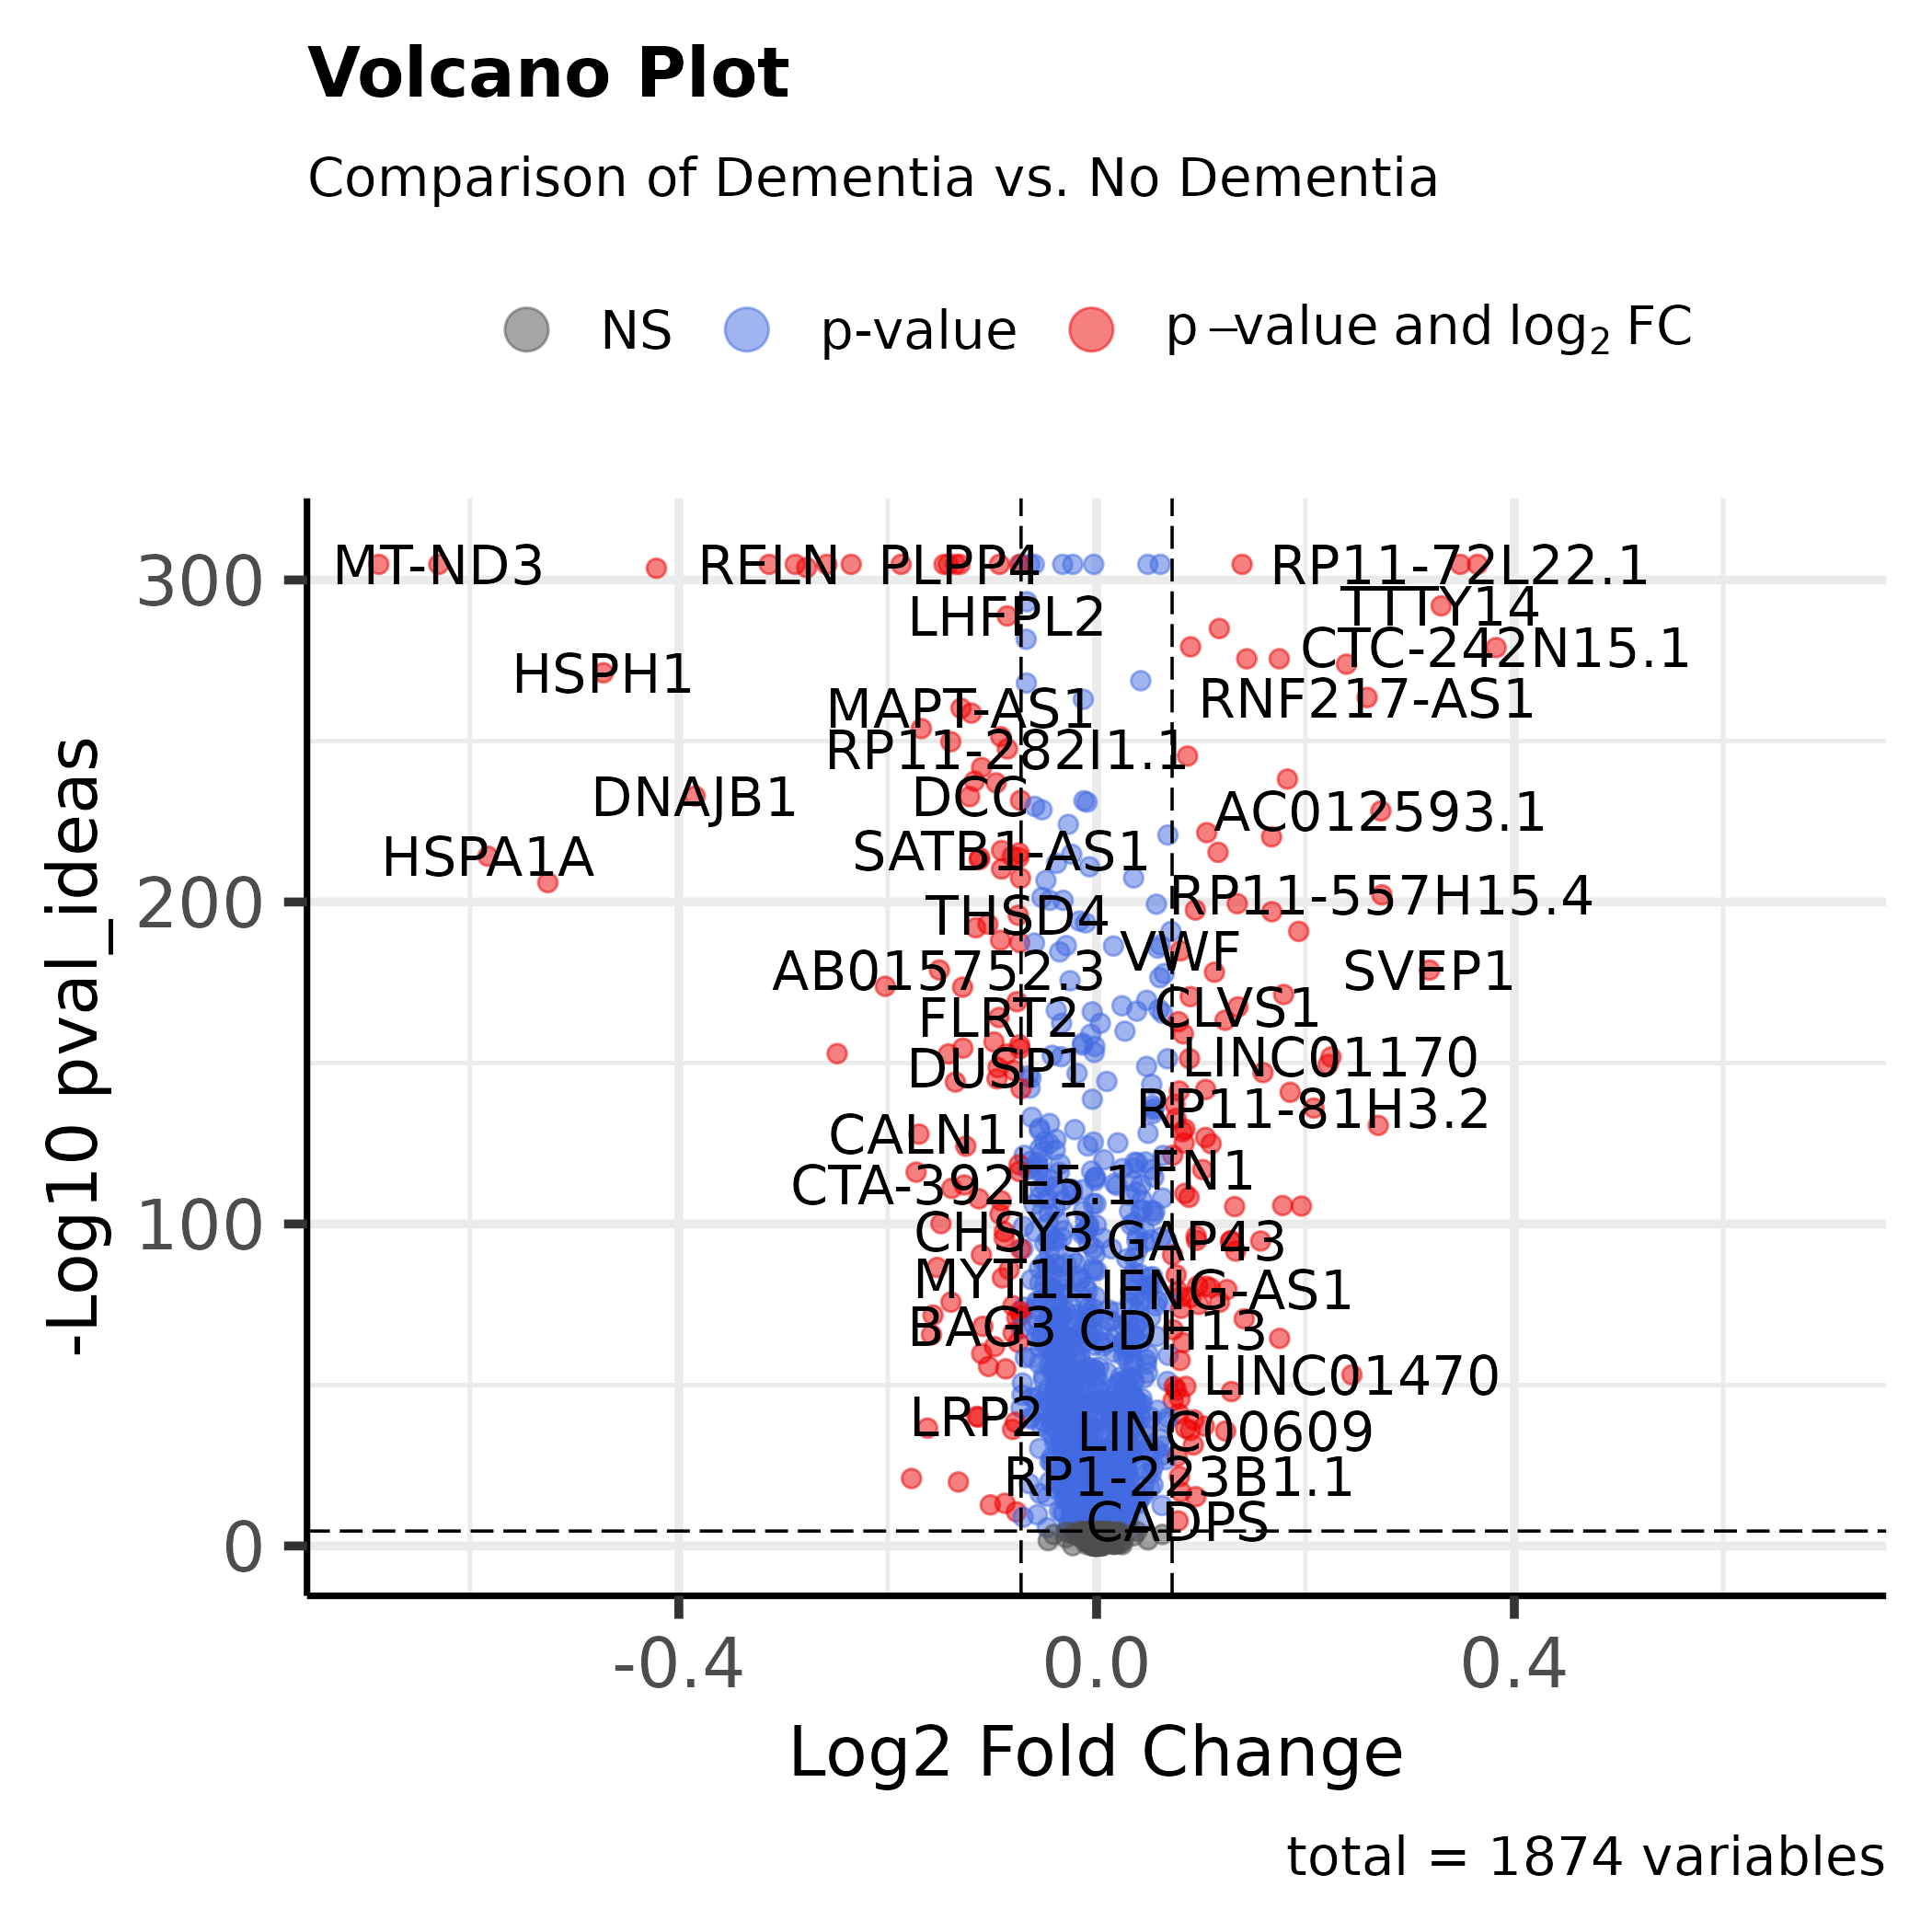 Volcano Plot
Comparison of Dementia vs. No Dementia
NS p-value p−value and log₂ FC
MT-ND3 RELN PLPP4 RP11-72L22.1
TTTY14
LHFPL2
CTC-242N15.1
HSPH1
RNF217-AS1
MAPT-AS1
RP11-282I1.1
DNAJB1 DCC
AC012593.1
SATB1-AS1
HSPA1A
RP11-557H15.4
THSD4
VWF
AB015752.3 SVEP1
CLVS1
FLRT2
LINC01170
DUSP1
RP11-81H3.2
CALN1
FN1
CTA-392E5.1
CHSY3
GAP43
MYT1L
IFNG-AS1
BAG3
CDH13
LINC01470
LRP2
LINC00609
RP1-223B1.1
CADPS
300
200
100
0
-Log10 pval_ideas
-0.4 0.0 0.4
Log2 Fold Change
total = 1874 variables